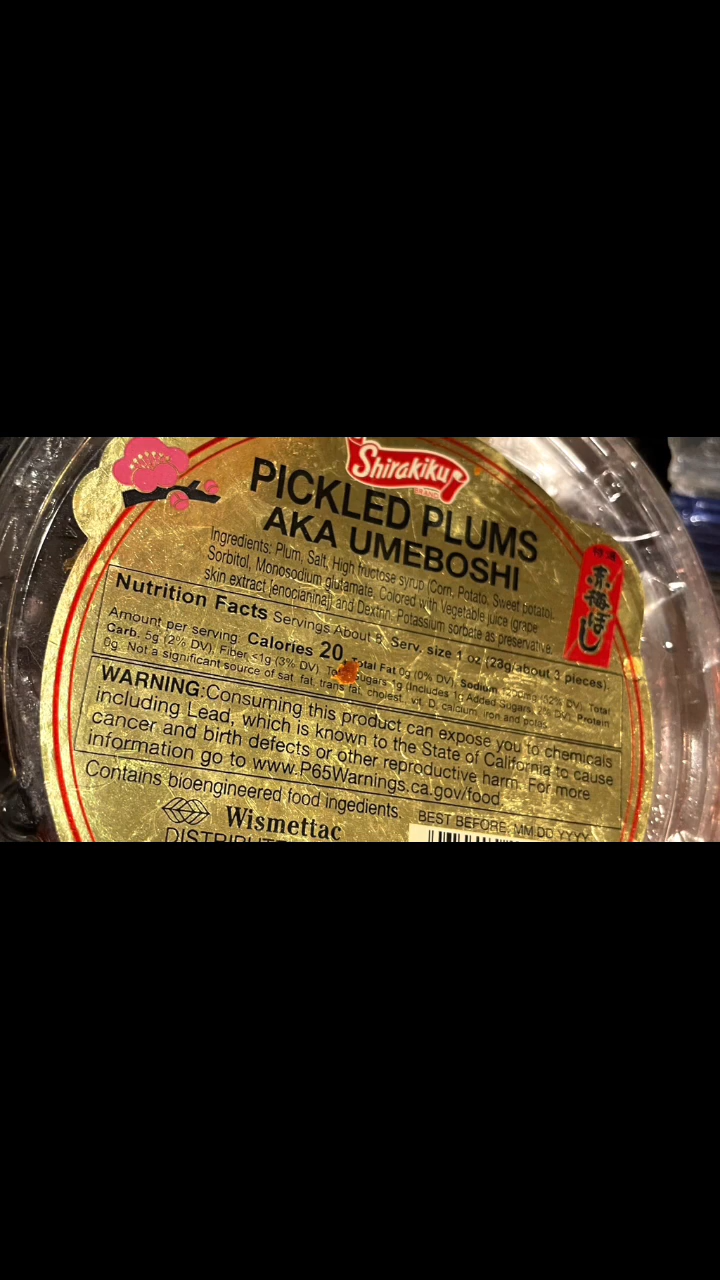 Shirakiku
BRAND
PICKLED PLUMS
AKA UMEBOSHI
Ingredients: Plum, Salt, High fructose syrup (Corn, Potato, Sweet potato),
Sorbitol, Monosodium glutamate, Colored with Vegetable juice (grape
skin extract [enocianina]) and Dextrin, Potassium sorbate as preservative.
Nutrition Facts Servings About 8, Serv. size 1 oz (28g/about 3 pieces),
Amount per serving Calories 20, Total Fat 0g (0% DV), Sodium (52% DV), Total
Carb. 5g (2% DV), Fiber <1g (3% DV), Sugars 1g (Includes 1g Added Sugars, DV), Protein
0g. Not a significant source of sat. fat, trans fat, cholest., vit. D, calcium, iron and potas.
WARNING:Consuming this product can expose you to chemicals
including Lead, which is known to the State of California to cause
cancer and birth defects or other reproductive harm. For more
information go to www.P65Warnings.ca.gov/food
Contains bioengineered food ingedients.
Wismettac
BEST BEFORE: MM.DD.YYYY
赤梅ぼし